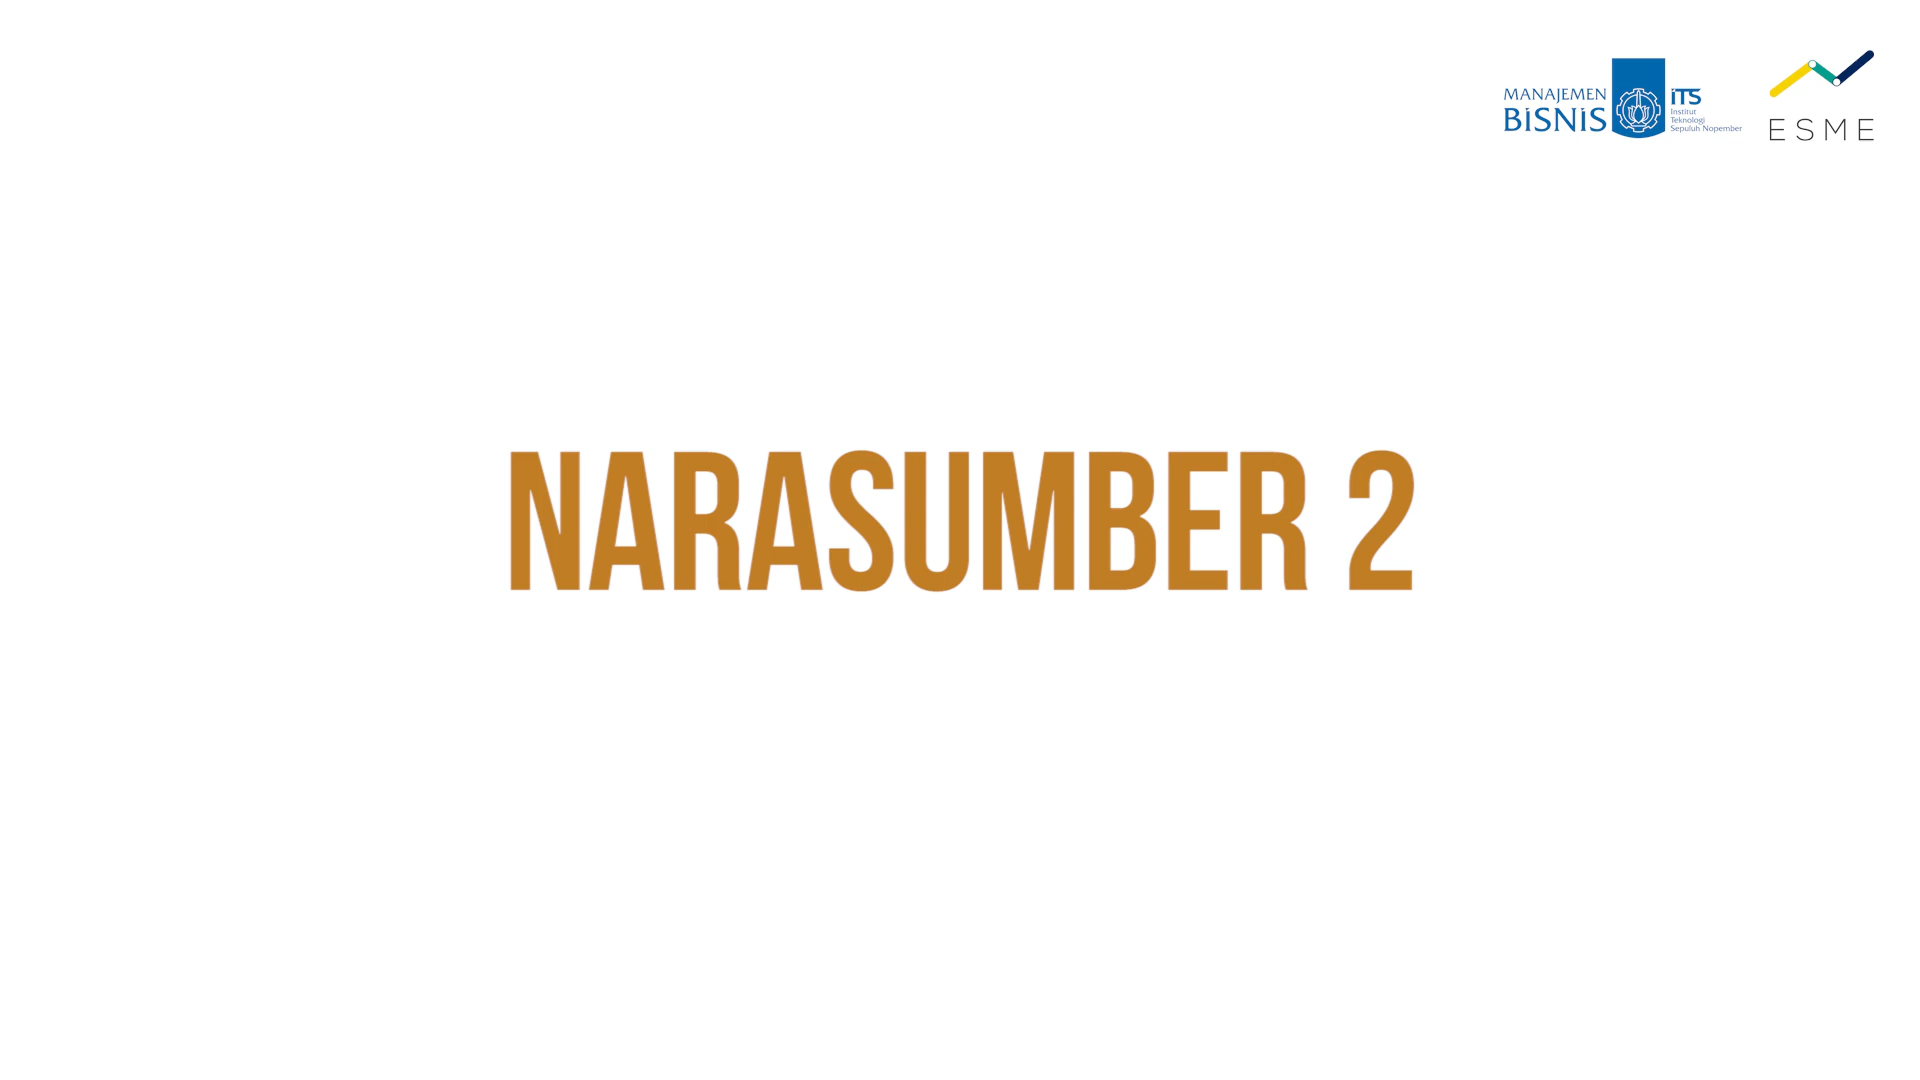 MANAJEMEN
BISNIS
ITS
Institut
Teknologi
Sepuluh Nopember
ESME
NARASUMBER 2